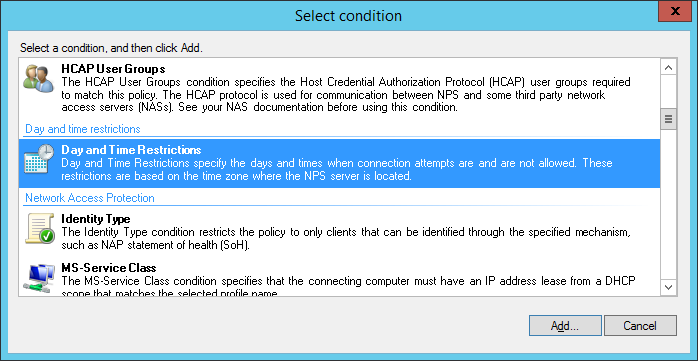 Select condition
x
Select a condition, and then click Add.
HCAP User Groups
The HCAP User Groups condition specifies the Host Credential Authorization Protocol (HCAP) user groups required
to match this policy. The HCAP protocol is used for communication between NPS and some third party network
access servers (NASs). See your NAS documentation before using this condition.
Day and time restrictions
Day and Time Restrictions
Day and Time Restrictions specify the days and times when connection attempts are and are not allowed. These
restrictions are based on the time zone where the NPS server is located.
Network Access Protection
Identity Type
The Identity Type condition restricts the policy to only clients that can be identified through the specified mechanism,
such as NAP statement of health (SoH).
MS-Service Class
The MS-Service Class condition specifies that the connecting computer must have an IP address lease from a DHCP
scope that matches the selected profile name.
Add...
Cancel